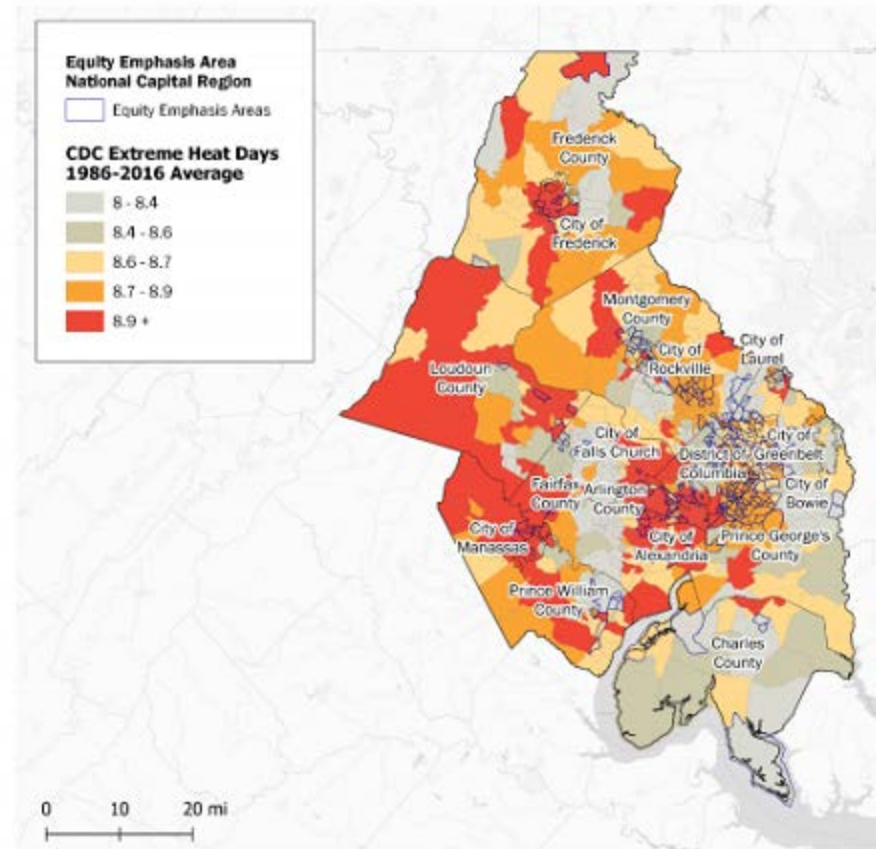 Equity Emphasis Area
National Capital Region
Equity Emphasis Areas
CDC Extreme Heat Days
1986-2016 Average
8 - 8.4
8.4 - 8.6
8.6 - 8.7
8.7 - 8.9
8.9 +
Frederick
County
City of
Frederick
Montgomery
County
City of
Rockville
City of
Laurel
Loudoun
County
City of
Falls Church
District of
Columbia
City of
Greenbelt
Fairfax
County
Arlington
County
City of
Bowie
City of
Manassas
City of
Alexandria
Prince George's
County
Prince William
County
Charles
County
0 10 20 mi